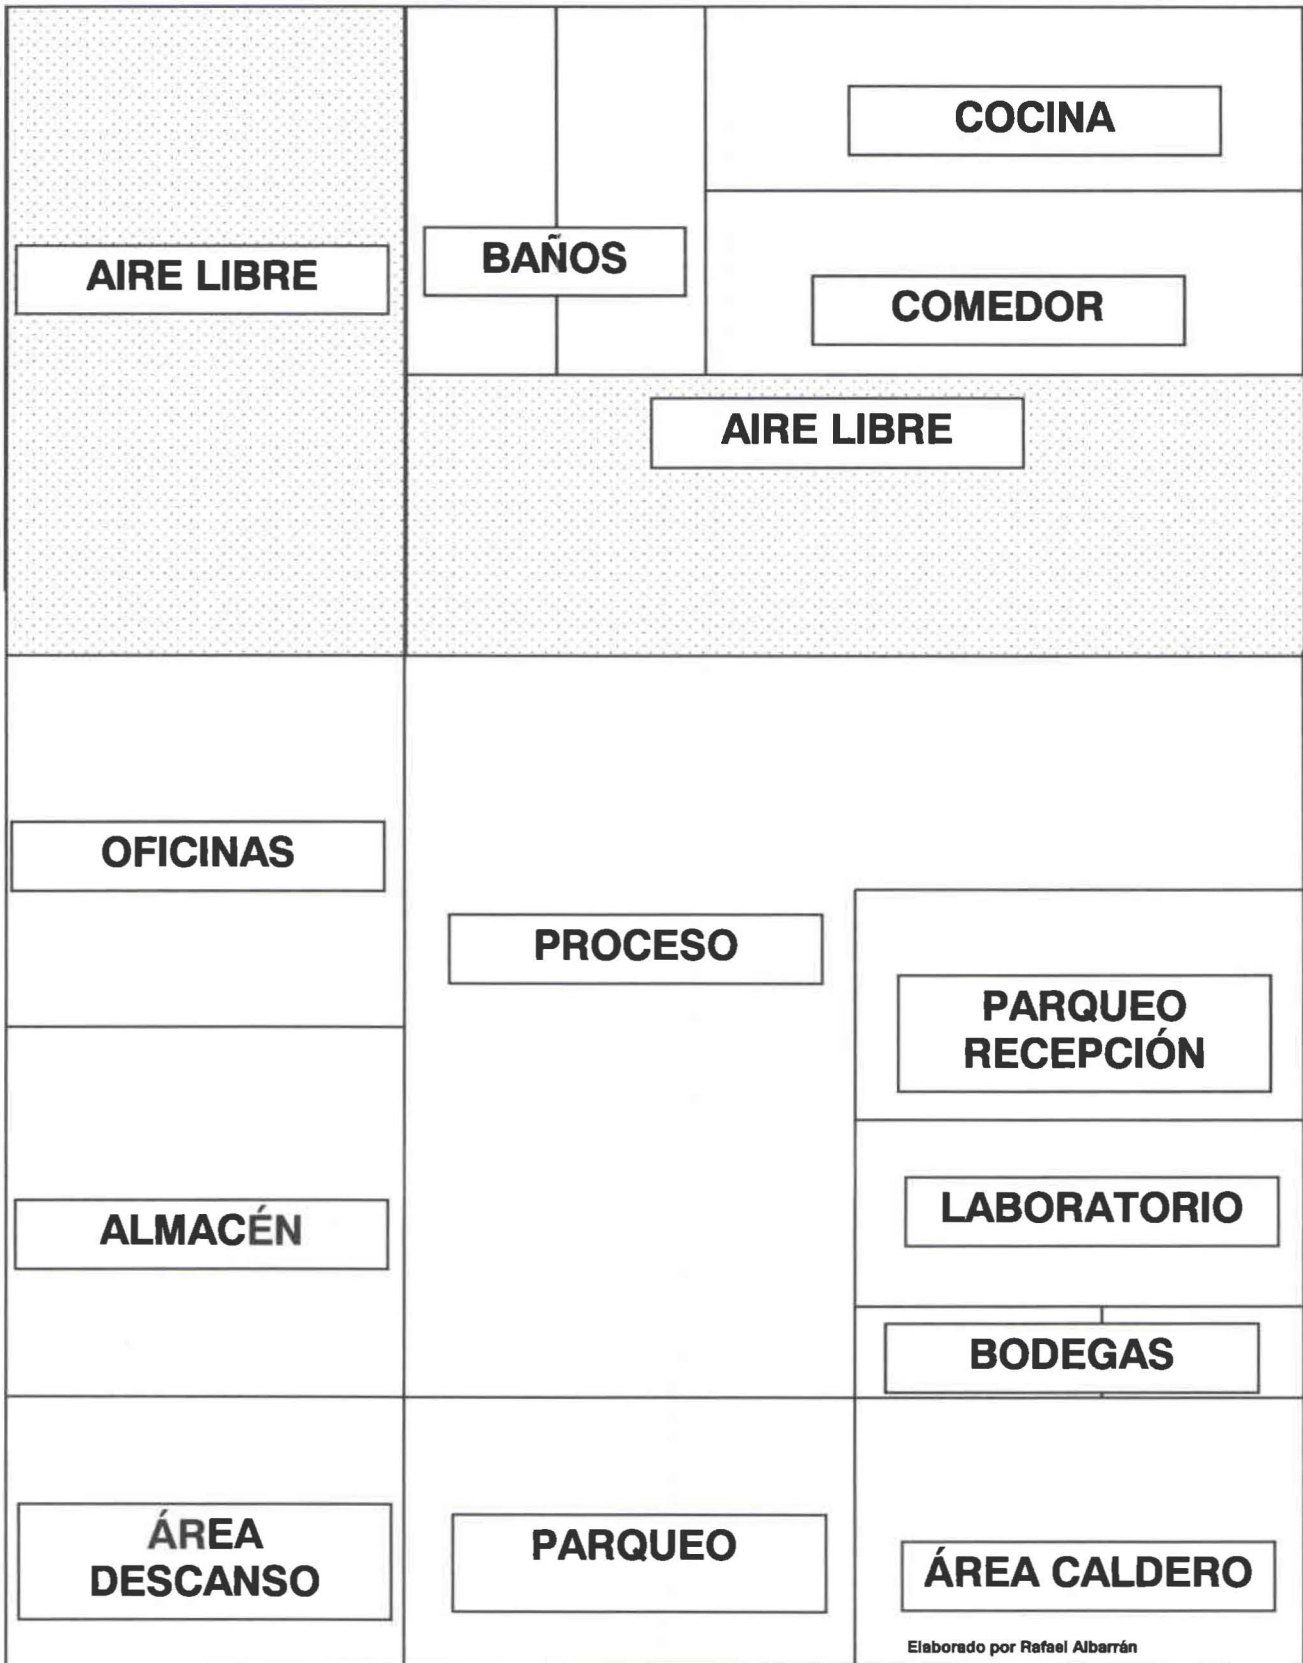 COCINA
AIRE LIBRE
BAÑOS
COMEDOR
AIRE LIBRE
OFICINAS
PROCESO
PARQUEO
RECEPCIÓN
ALMACÉN
LABORATORIO
BODEGAS
ÁREA
DESCANSO
PARQUEO
ÁREA CALDERO
Elaborado por Rafael Albarrán